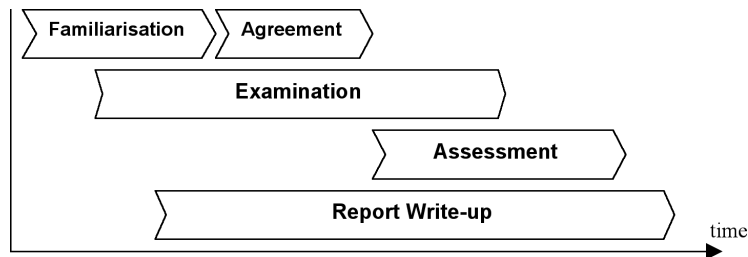 Familiarisation
Agreement
Examination
Assessment
Report Write-up
time